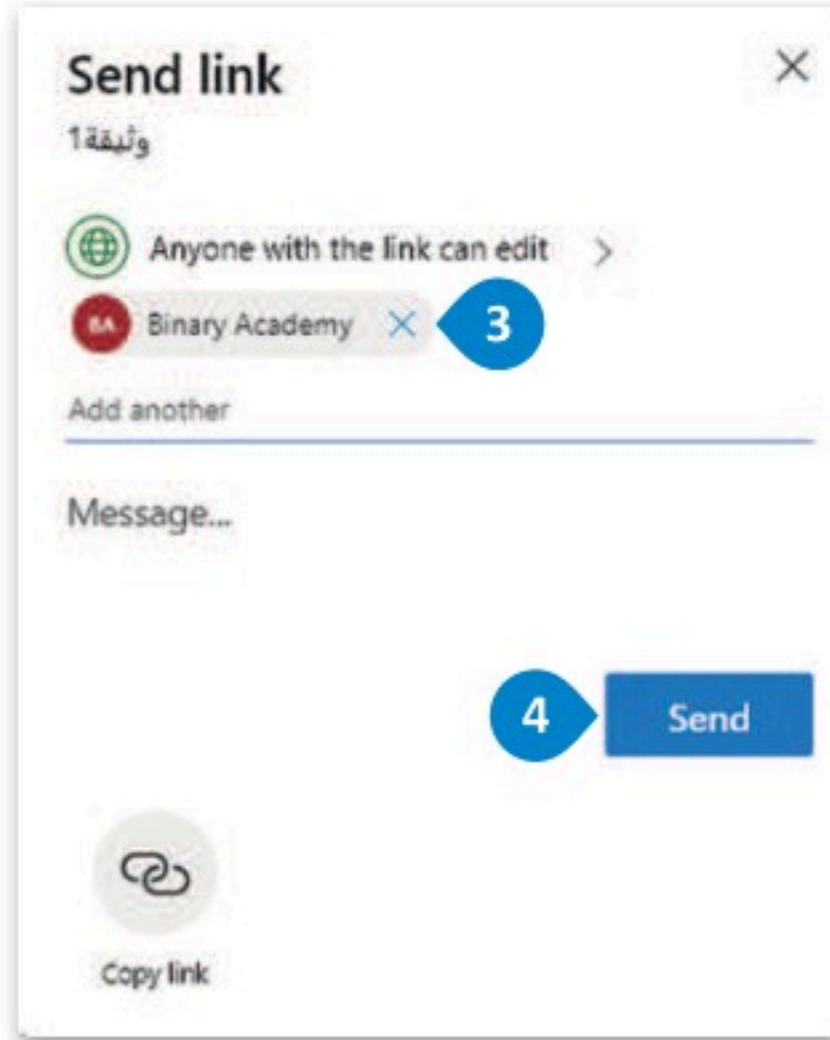 Send link
وثيقة1
Anyone with the link can edit
BA Binary Academy 3
Add another
Message...
4 Send
Copy link